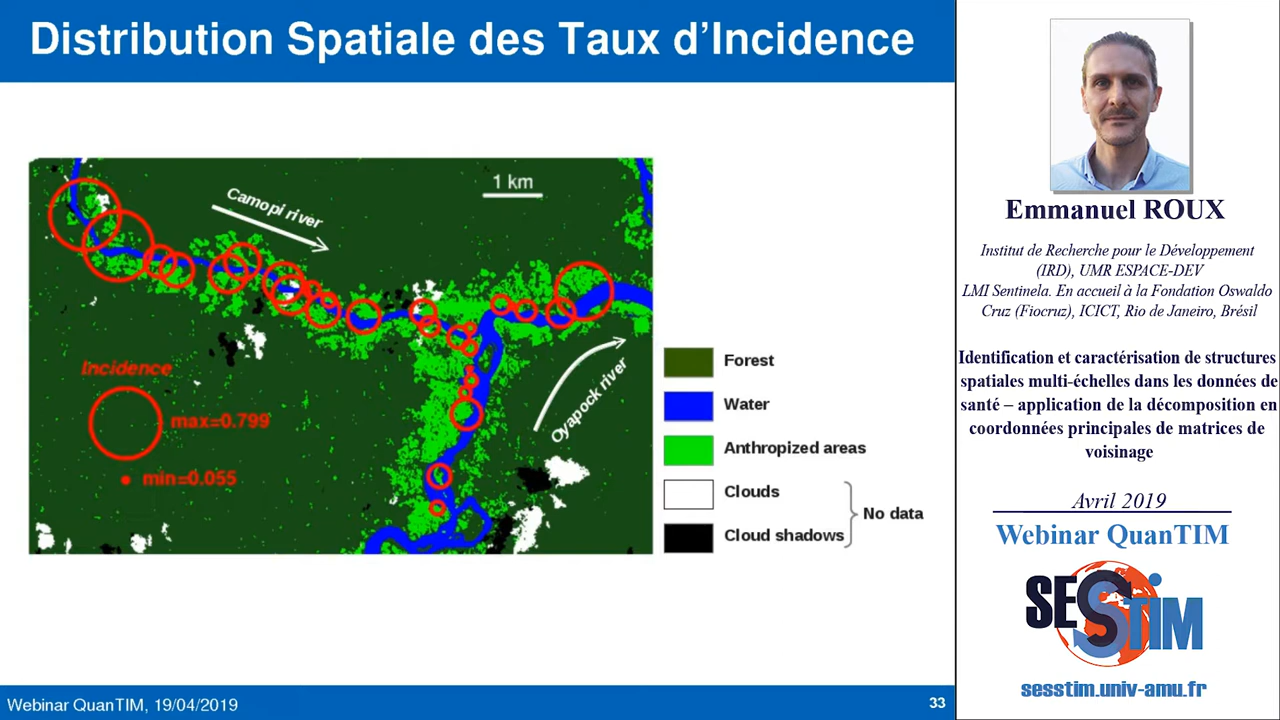 Distribution Spatiale des Taux d'Incidence
Camopi river
1 km
Incidence
max=0.799
min=0.055
Oyapock river
Forest
Water
Anthropized areas
Clouds
Cloud shadows
No data
Webinar QuanTIM, 19/04/2019
33
Emmanuel ROUX
Institut de Recherche pour le Développement
(IRD), UMR ESPACE-DEV
LMI Sentinela. En accueil à la Fondation Oswaldo
Cruz (Fiocruz), ICICT, Rio de Janeiro, Brésil
Identification et caractérisation de structures
spatiales multi-échelles dans les données de
santé – application de la décomposition en
coordonnées principales de matrices de
voisinage
Avril 2019
Webinar QuanTIM
SESSTIM
sesstim.univ-amu.fr